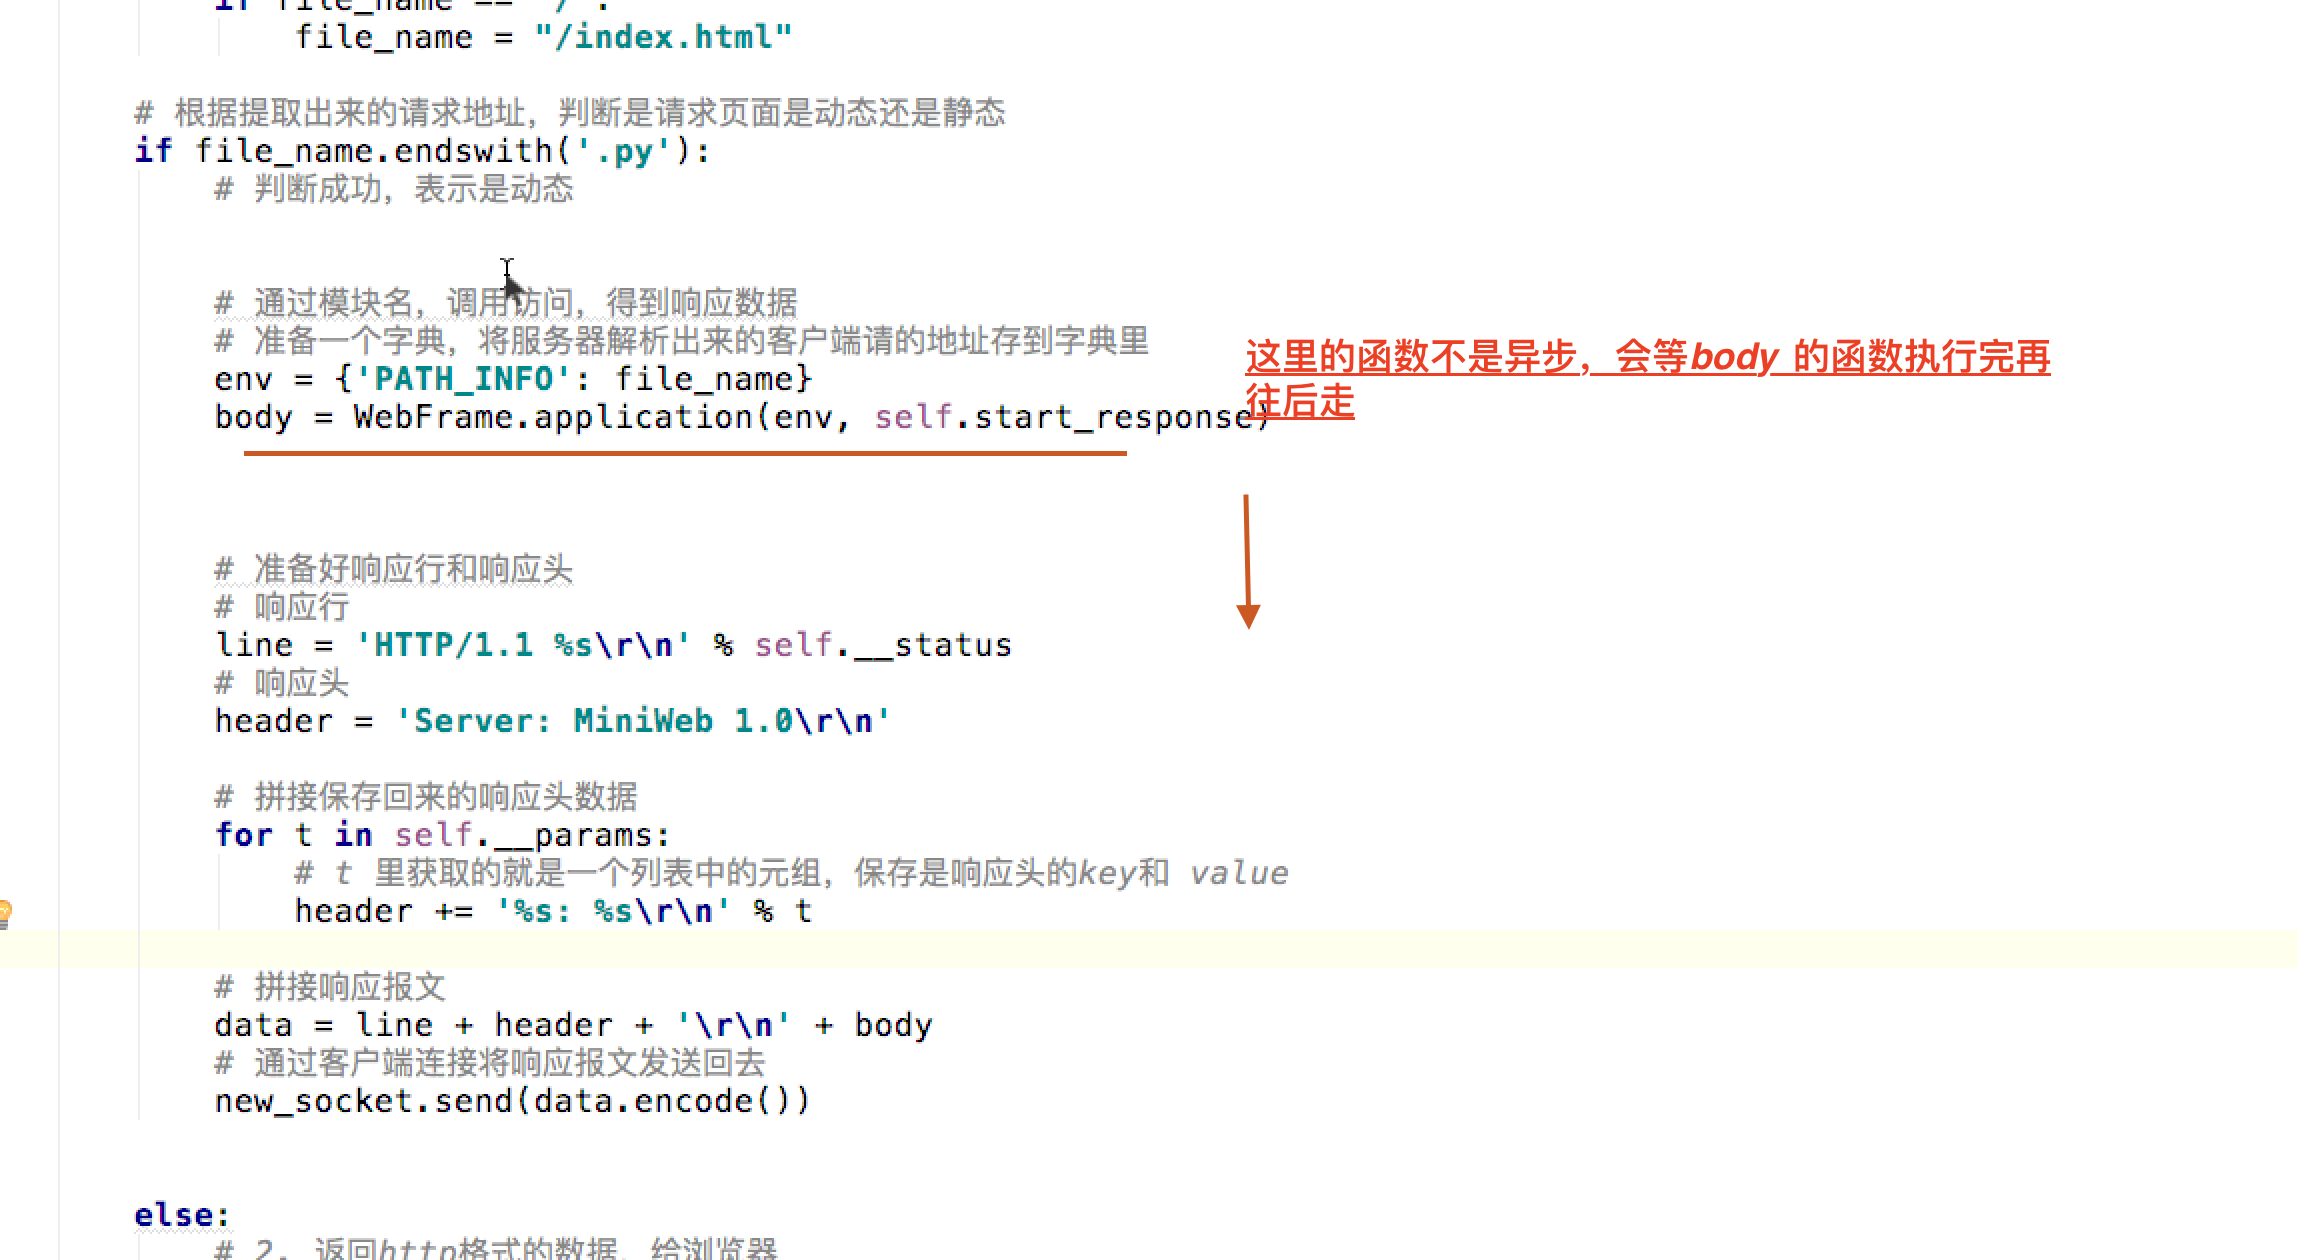 if file_name == '/':
file_name = "/index.html"
# 根据提取出来的请求地址，判断是请求页面是动态还是静态
if file_name.endswith('.py'):
# 判断成功，表示是动态
# 通过模块名，调用访问，得到响应数据
# 准备一个字典，将服务器解析出来的客户端请的地址存到字典里
env = {'PATH_INFO': file_name}
body = WebFrame.application(env, self.start_response)
这里的函数不是异步，会等body 的函数执行完再
往后走
# 准备好响应行和响应头
# 响应行
line = 'HTTP/1.1 %s\r\n' % self.__status
# 响应头
header = 'Server: MiniWeb 1.0\r\n'
# 拼接保存回来的响应头数据
for t in self.__params:
# t 里获取的就是一个列表中的元组，保存是响应头的key和 value
header += '%s: %s\r\n' % t
# 拼接响应报文
data = line + header + '\r\n' + body
# 通过客户端连接将响应报文发送回去
new_socket.send(data.encode())
else:
# 2. 返回http格式的数据，给浏览器